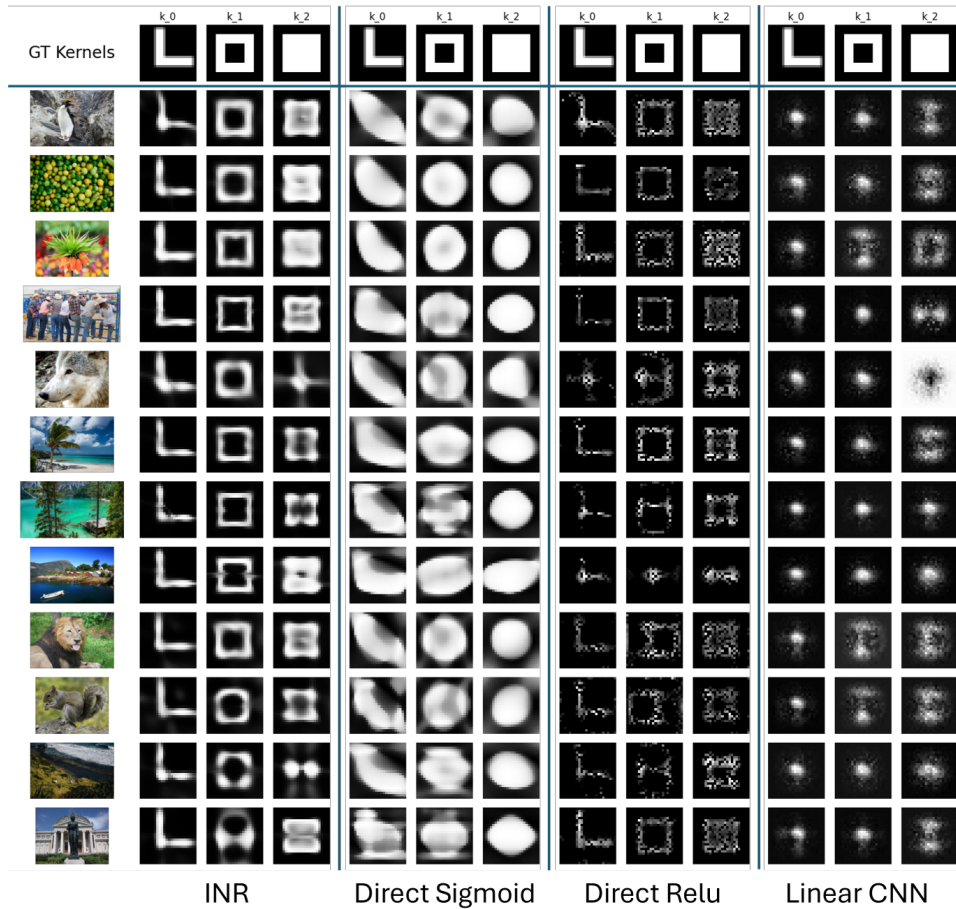 k_0 k_1 k_2 k_0 k_1 k_2 k_0 k_1 k_2 k_0 k_1 k_2
GT Kernels
INR Direct Sigmoid Direct Relu Linear CNN